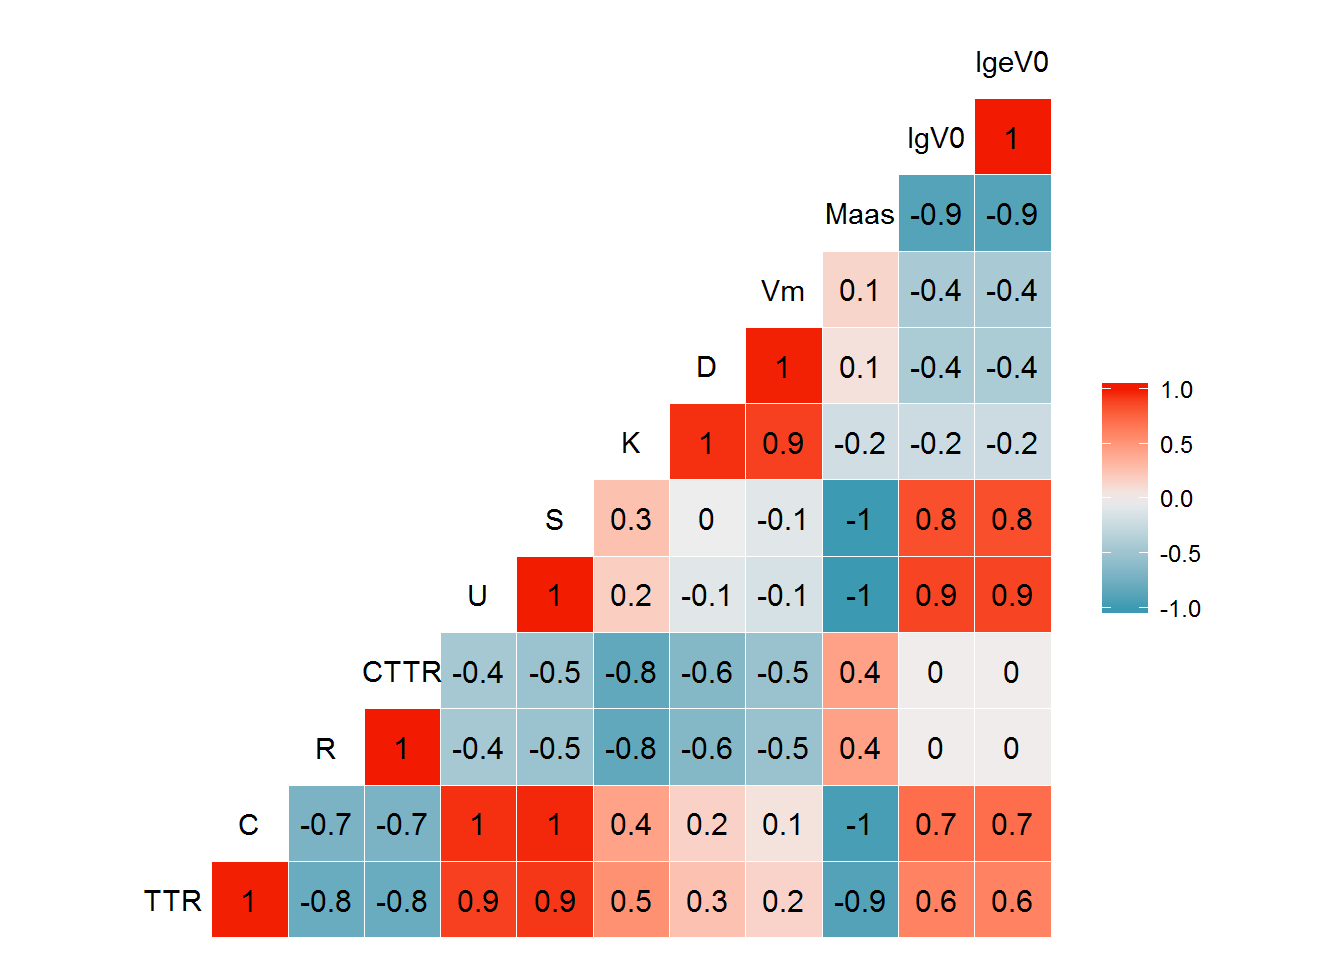 lgeV0
lgV0 1
Maas -0.9 -0.9
Vm 0.1 -0.4 -0.4
D 1 0.1 -0.4 -0.4
K 1 0.9 -0.2 -0.2 -0.2
S 0.3 0 -0.1 -1 0.8 0.8
U 1 0.2 -0.1 -0.1 -1 0.9 0.9
CTTR -0.4 -0.5 -0.8 -0.6 -0.5 0.4 0 0
R 1 -0.4 -0.5 -0.8 -0.6 -0.5 0.4 0 0
C -0.7 -0.7 1 1 0.4 0.2 0.1 -1 0.7 0.7
TTR 1 -0.8 -0.8 0.9 0.9 0.5 0.3 0.2 -0.9 0.6 0.6
1.0
0.5
0.0
-0.5
-1.0